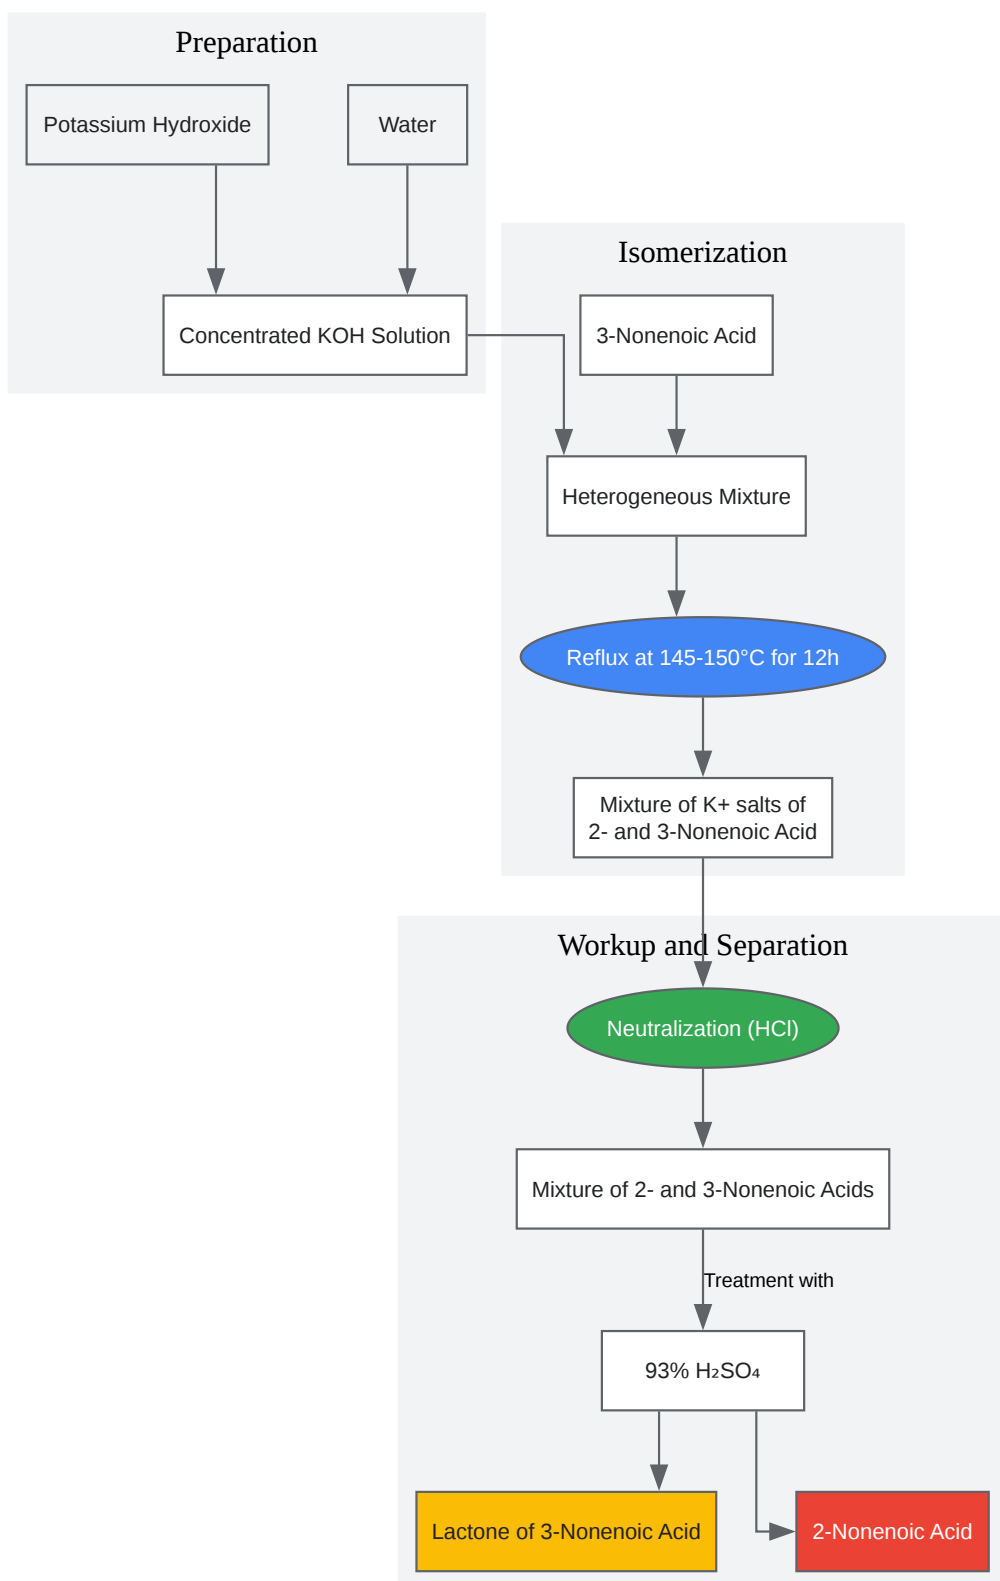 Preparation
Potassium Hydroxide
Water
Concentrated KOH Solution
Isomerization
3-Nonenoic Acid
Heterogeneous Mixture
Reflux at 145-150°C for 12h
Mixture of K+ salts of
2- and 3-Nonenoic Acid
Workup and Separation
Neutralization (HCl)
Mixture of 2- and 3-Nonenoic Acids
Treatment with
93% H₂SO₄
Lactone of 3-Nonenoic Acid
2-Nonenoic Acid